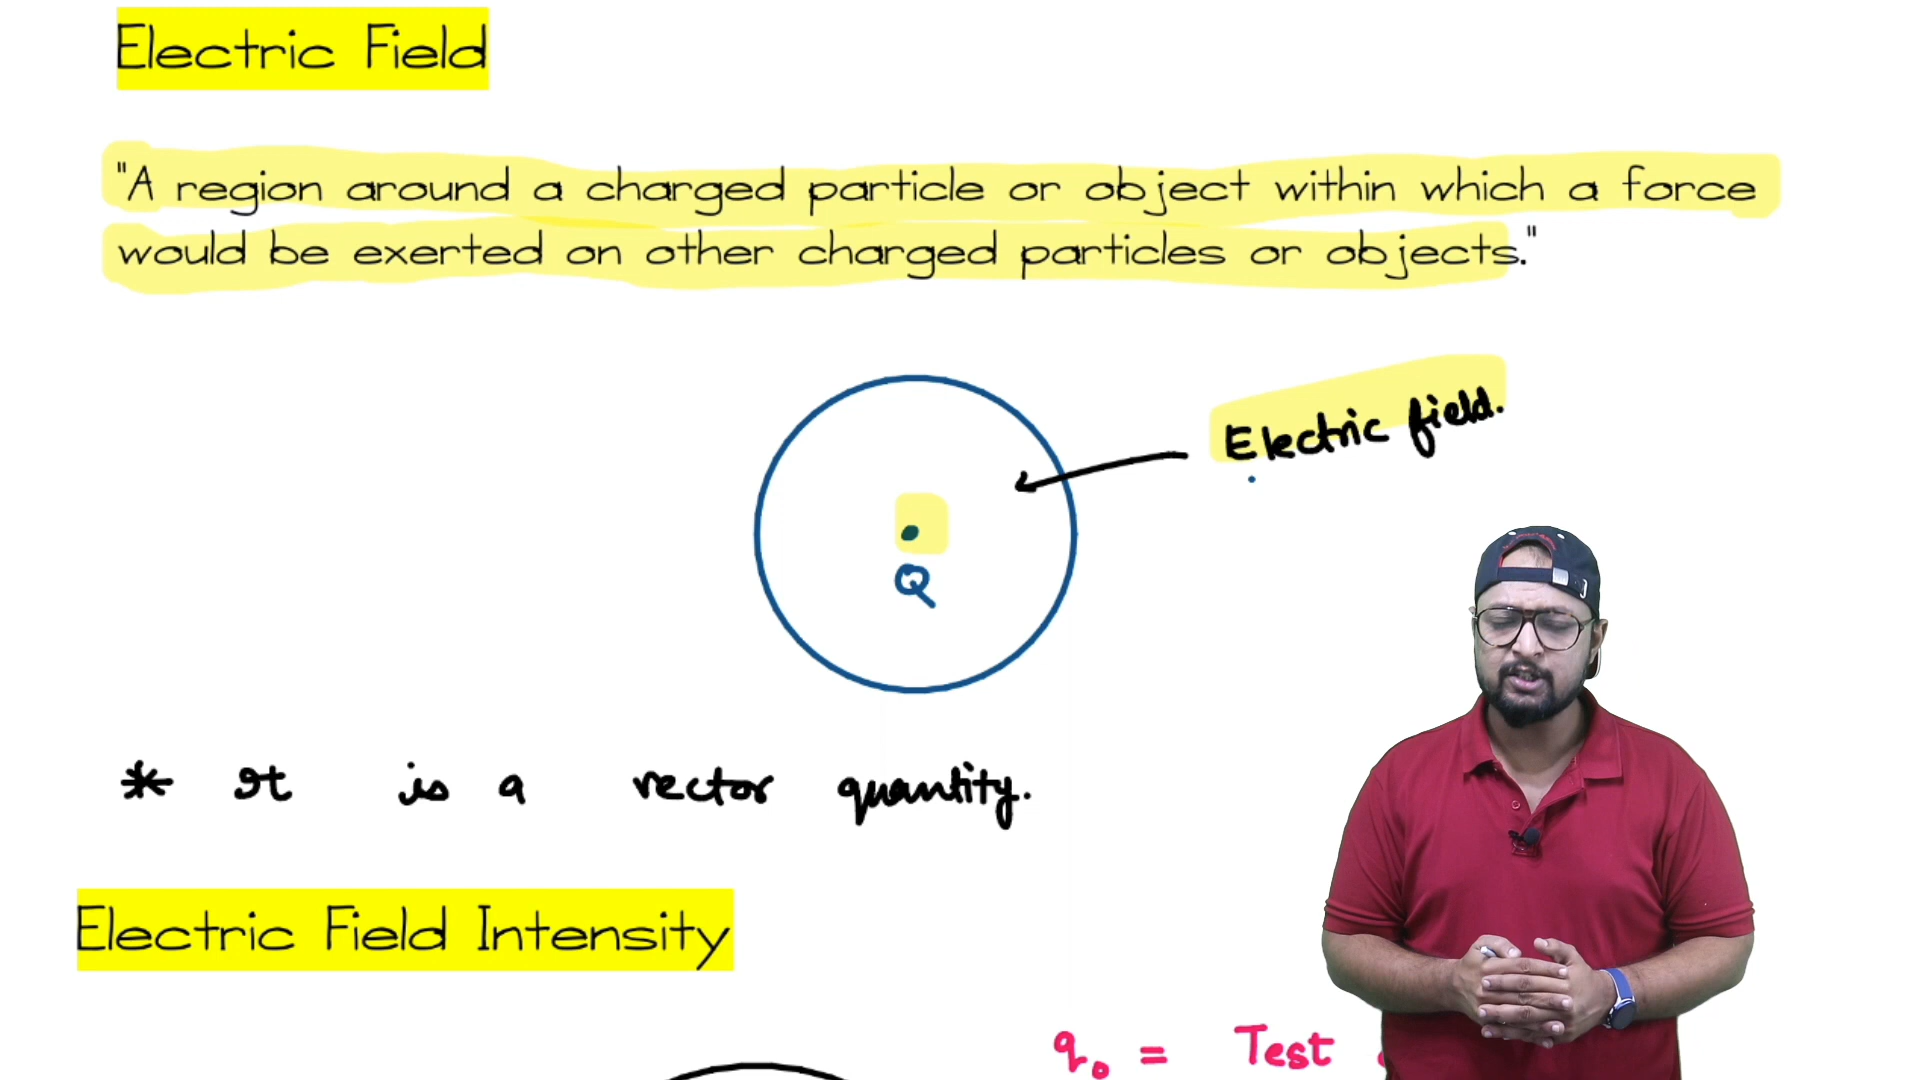 Electric Field
"A region around a charged particle or object within which a force
would be exerted on other charged particles or objects."
Electric field.
Q
* It is a vector quantity.
Electric Field Intensity
q₀ = Test